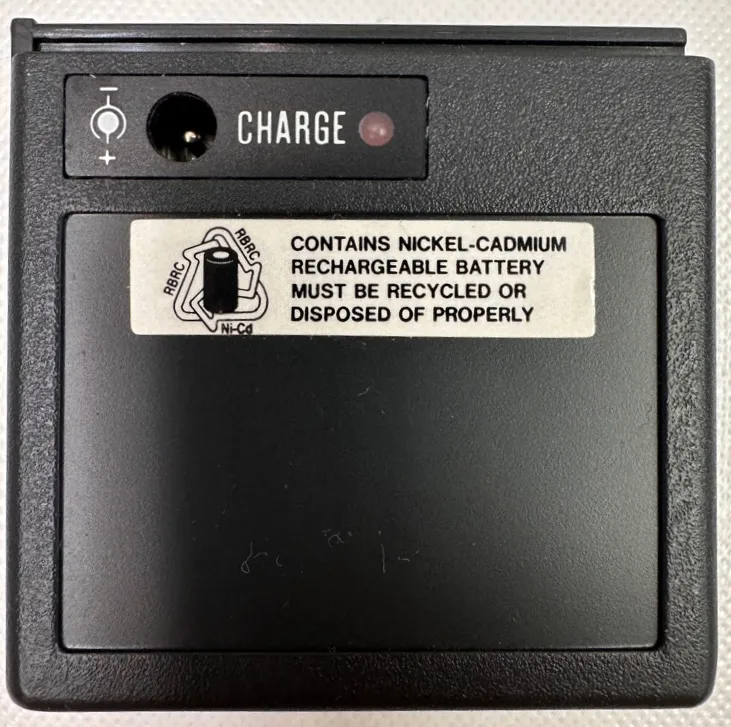 −
+
CHARGE
RBRC
RBRC
Ni-Cd
CONTAINS NICKEL-CADMIUM
RECHARGEABLE BATTERY
MUST BE RECYCLED OR
DISPOSED OF PROPERLY